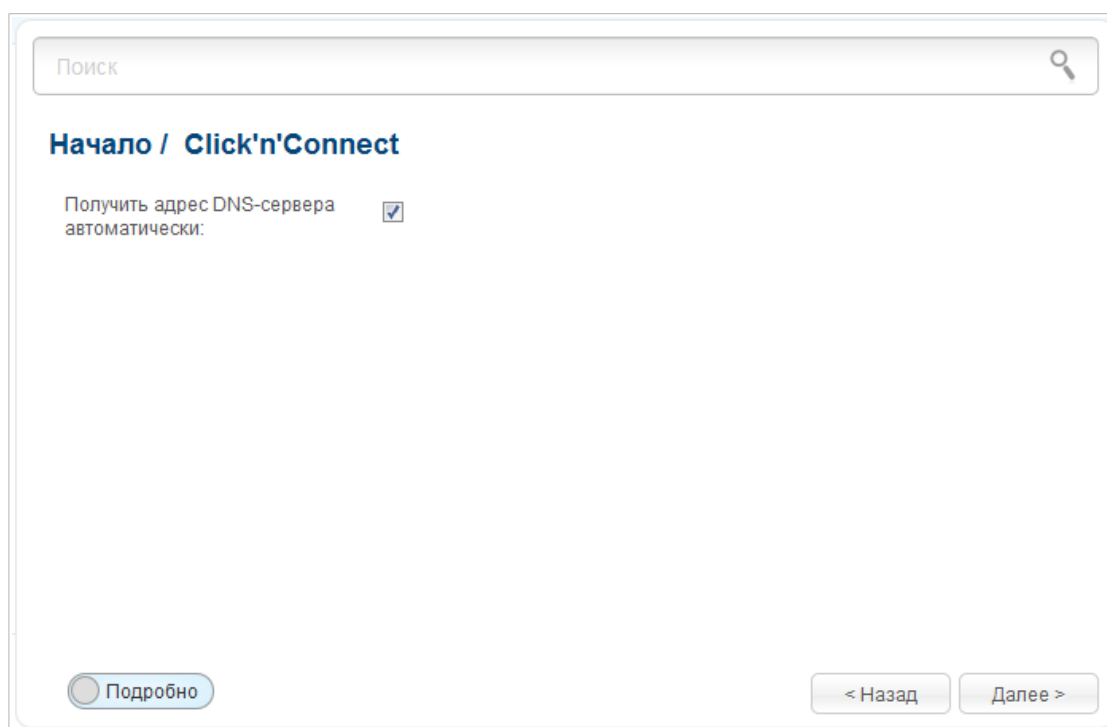 Поиск
Начало / Click'n'Connect
Получить адрес DNS-сервера
автоматически:
Подробно
< Назад
Далее >